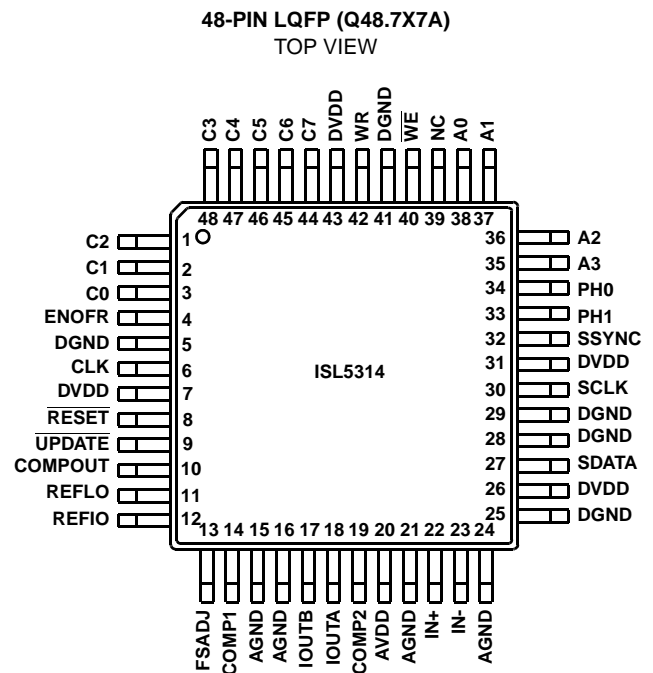 48-PIN LQFP (Q48.7X7A)
TOP VIEW
C3
C4
C5
C6
C7
DVDD
WR
DGND
WE
NC
A0
A1
48 47 46 45 44 43 42 41 40 39 38 37
C2 1
C1 2
C0 3
ENOFR 4
DGND 5
CLK 6
DVDD 7
RESET 8
UPDATE 9
COMPOUT 10
REFLO 11
REFIO 12
ISL5314
36 A2
35 A3
34 PH0
33 PH1
32 SSYNC
31 DVDD
30 SCLK
29 DGND
28 DGND
27 SDATA
26 DVDD
25 DGND
13 14 15 16 17 18 19 20 21 22 23 24
FSADJ
COMP1
AGND
AGND
IOUTB
IOUTA
COMP2
AVDD
AGND
IN+
IN-
AGND